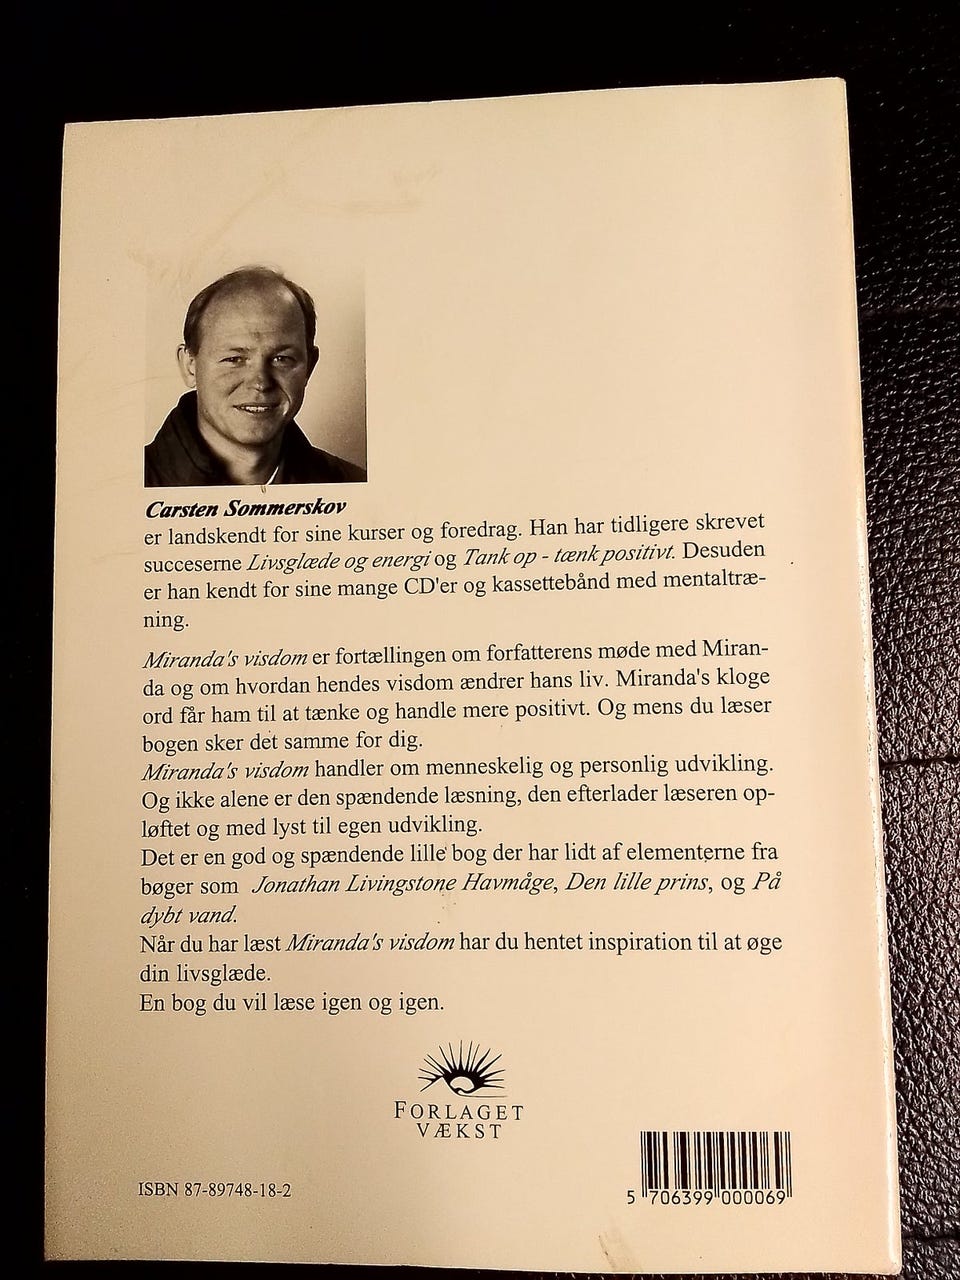 Carsten Sommerskov
er landskendt for sine kurser og foredrag. Han har tidligere skrevet
succeserne Livsglæde og energi og Tank op - tænk positivt. Desuden
er han kendt for sine mange CD'er og kassettebånd med mentaltræ-
ning.
Miranda's visdom er fortællingen om forfatterens møde med Miran-
da og om hvordan hendes visdom ændrer hans liv. Miranda's kloge
ord får ham til at tænke og handle mere positivt. Og mens du læser
bogen sker det samme for dig.
Miranda's visdom handler om menneskelig og personlig udvikling.
Og ikke alene er den spændende læsning, den efterlader læseren op-
løftet og med lyst til egen udvikling.
Det er en god og spændende lille bog der har lidt af elementerne fra
bøger som Jonathan Livingstone Havmåge, Den lille prins, og På
dybt vand.
Når du har læst Miranda's visdom har du hentet inspiration til at øge
din livsglæde.
En bog du vil læse igen og igen.
FORLAGET
VÆKST
ISBN 87-89748-18-2
5 706399 000069